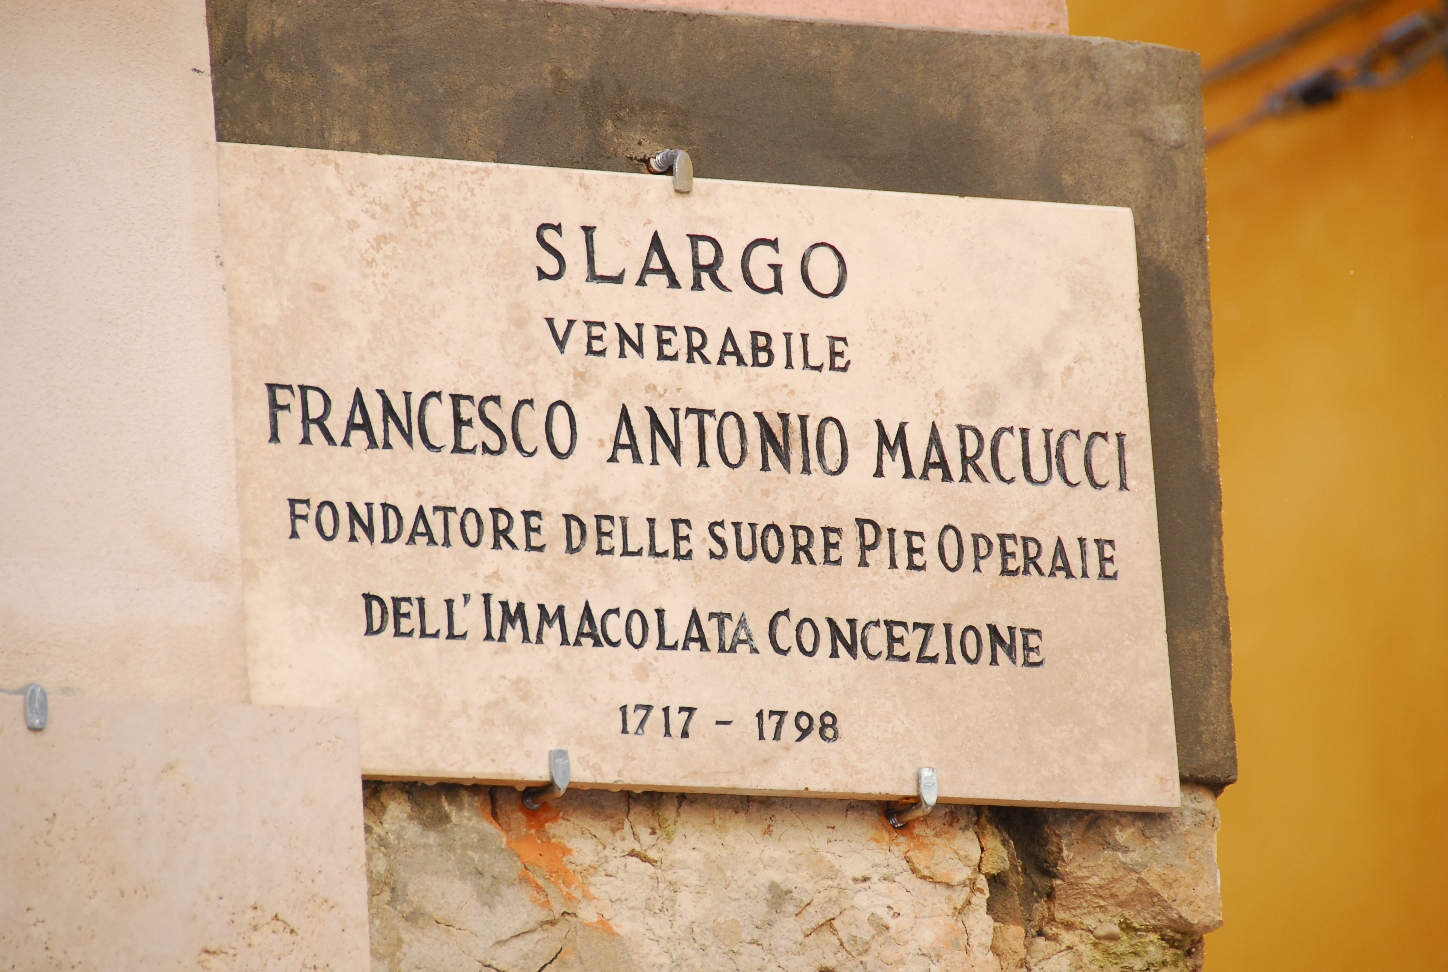 SLARGO
VENERABILE
FRANCESCO ANTONIO MARCUCCI
FONDATORE DELLE SUORE PIE OPERAIE
DELL'IMMACOLATA CONCEZIONE
1717 - 1798